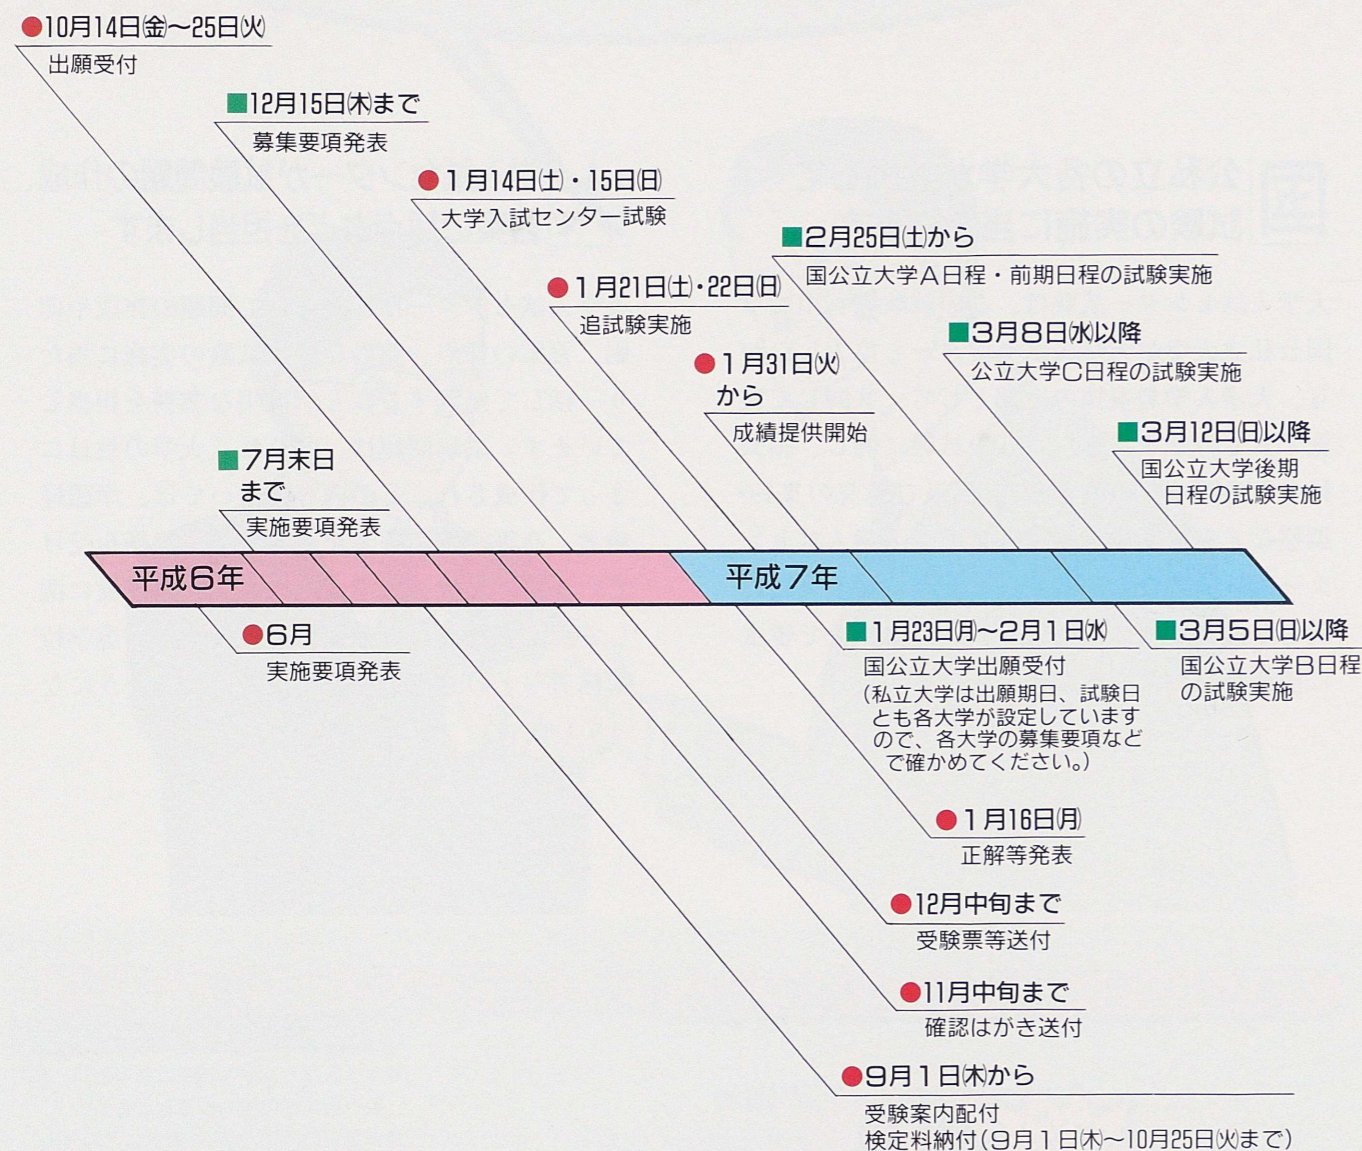 ●10月14日㈮～25日㈫
出願受付
■12月15日㈭まで
募集要項発表
●1月14日㈯・15日㈰
大学入試センター試験
■2月25日㈯から
国公立大学A日程・前期日程の試験実施
●1月21日㈯・22日㈰
追試験実施
■3月8日㈬以降
公立大学C日程の試験実施
●1月31日㈫
から
成績提供開始
■3月12日㈰以降
国公立大学後期
日程の試験実施
■7月末日
まで
実施要項発表
平成6年
平成7年
●6月
実施要項発表
■1月23日㈪～2月1日㈬
国公立大学出願受付
(私立大学は出願期日、試験日
とも各大学が設定しています
ので、各大学の募集要項など
で確かめてください。)
■3月5日㈰以降
国公立大学B日程
の試験実施
●1月16日㈪
正解等発表
●12月中旬まで
受験票等送付
●11月中旬まで
確認はがき送付
●9月1日㈭から
受験案内配付
検定料納付(9月1日㈭～10月25日㈫まで)